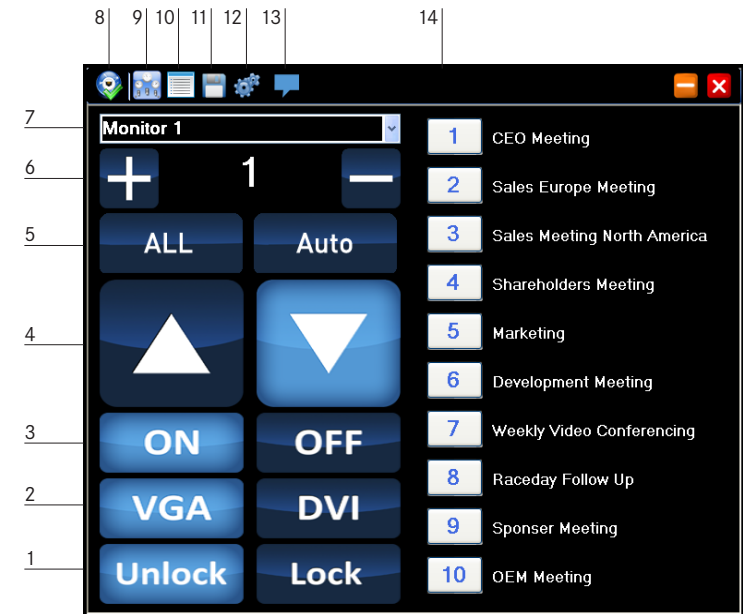 8 9 10 11 12 13 14
7 Monitor 1
6 + 1 −
5 ALL Auto
4
3 ON OFF
2 VGA DVI
1 Unlock Lock
1 CEO Meeting
2 Sales Europe Meeting
3 Sales Meeting North America
4 Shareholders Meeting
5 Marketing
6 Development Meeting
7 Weekly Video Conferencing
8 Raceday Follow Up
9 Sponser Meeting
10 OEM Meeting